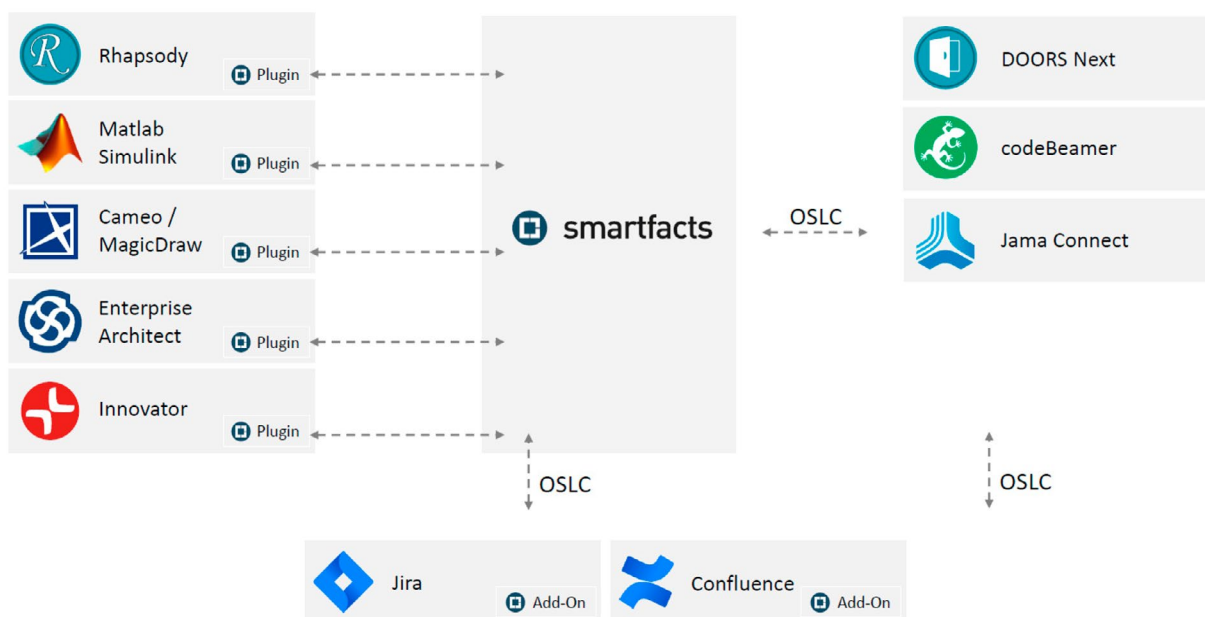 Rhapsody
Plugin
Matlab
Simulink
Plugin
Cameo /
MagicDraw
Plugin
Enterprise
Architect
Plugin
Innovator
Plugin
smartfacts
OSLC
DOORS Next
codeBeamer
Jama Connect
OSLC
OSLC
Jira
Add-On
Confluence
Add-On